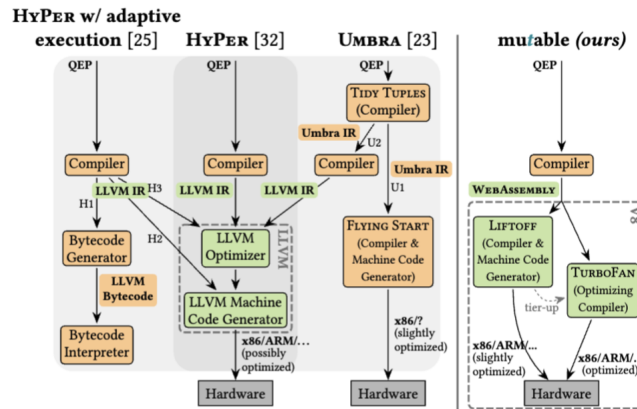 HyPer w/ adaptive
execution [25]
HyPer [32]
Umbra [23]
mutable (ours)
QEP
QEP
QEP
QEP
Tidy Tuples
(Compiler)
Umbra IR
U2
Umbra IR
U1
Compiler
Compiler
Compiler
Compiler
LLVM IR
H3
LLVM IR
LLVM IR
WebAssembly
H1
H2
Bytecode
Generator
LLVM
Optimizer
LLVM
Flying Start
(Compiler &
Machine Code
Generator)
Liftoff
(Compiler &
Machine Code
Generator)
TurboFan
(Optimizing
Compiler)
tier-up
LLVM
Bytecode
LLVM Machine
Code Generator
Bytecode
Interpreter
x86/ARM/...
(possibly
optimized)
x86/?
(slightly
optimized)
x86/ARM/...
(slightly
optimized)
x86/ARM/...
(optimized)
Hardware
Hardware
Hardware